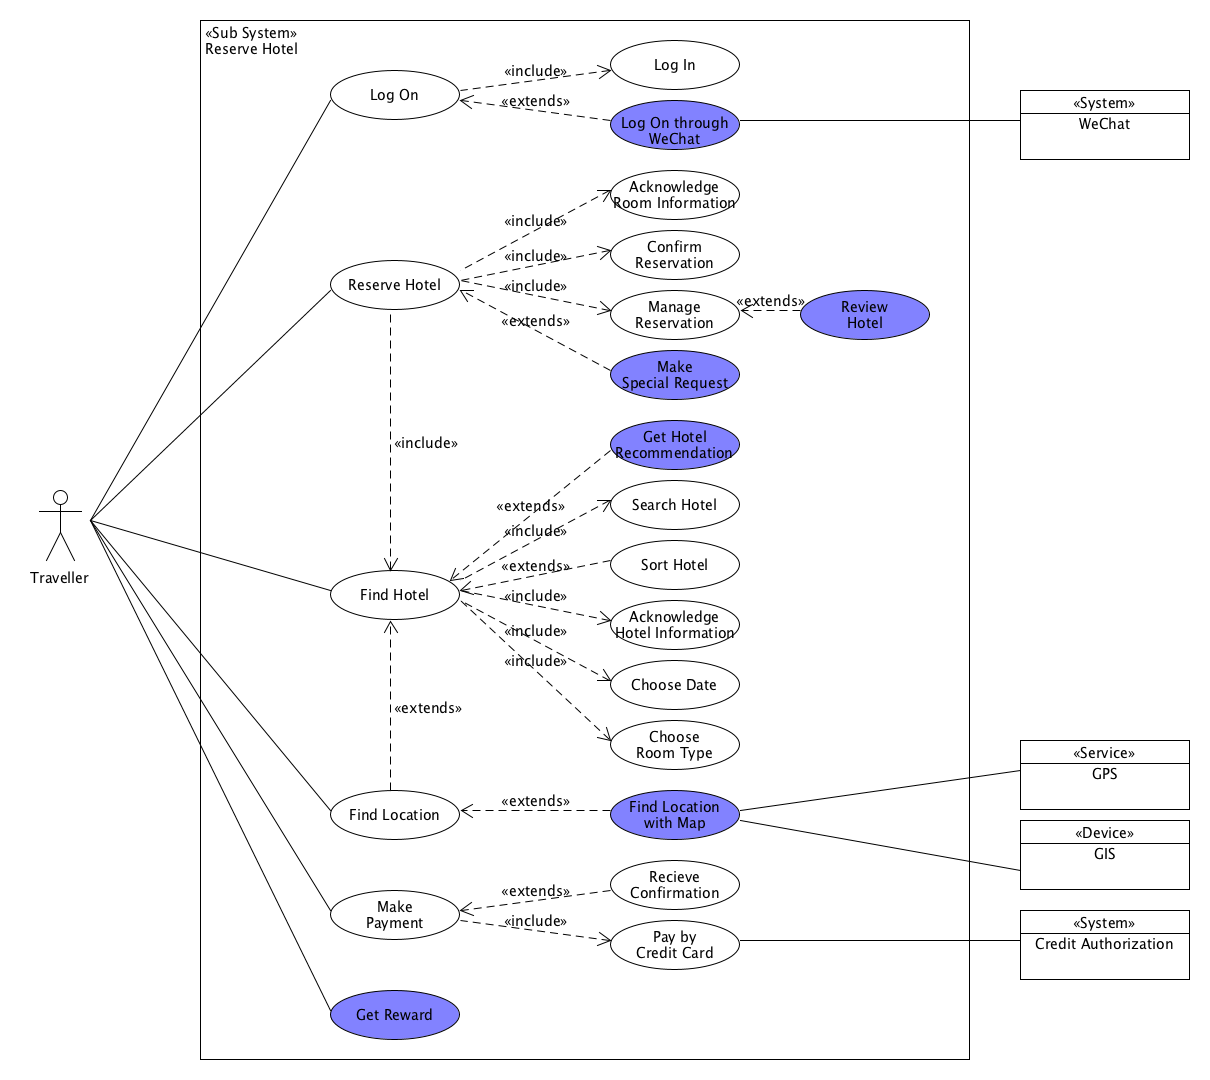 «Sub System»
Reserve Hotel
Log On
«include»
Log In
«extends»
Log On through
WeChat
«System»
WeChat
Reserve Hotel
«include»
Acknowledge
Room Information
«include»
Confirm
Reservation
«include»
Manage
Reservation
«extends»
Review
Hotel
«extends»
Make
Special Request
«include»
Get Hotel
Recommendation
«extends»
Search Hotel
«include»
Sort Hotel
«extends»
Traveller
Find Hotel
«include»
Acknowledge
Hotel Information
«include»
Choose Date
«include»
Choose
Room Type
«extends»
Find Location
«extends»
Find Location
with Map
«Service»
GPS
«Device»
GIS
Make
Payment
«extends»
Recieve
Confirmation
«include»
Pay by
Credit Card
«System»
Credit Authorization
Get Reward